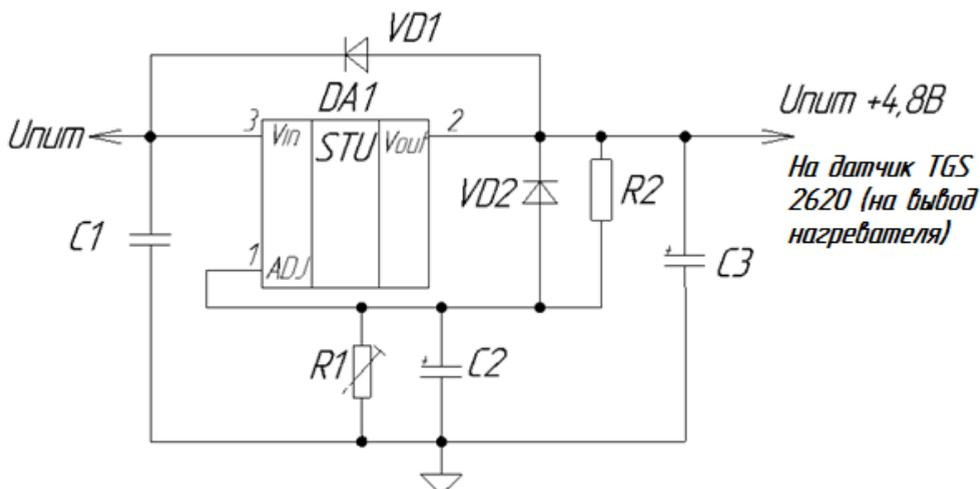 VD1
DA1
Uпит
3
Vin
STU
Vouт
2
Uпит +4,8В
VD2
R2
На датчик TGS
2620 (на вывод
нагревателя)
C1
1
ADJ
C3
R1
+
C2
+